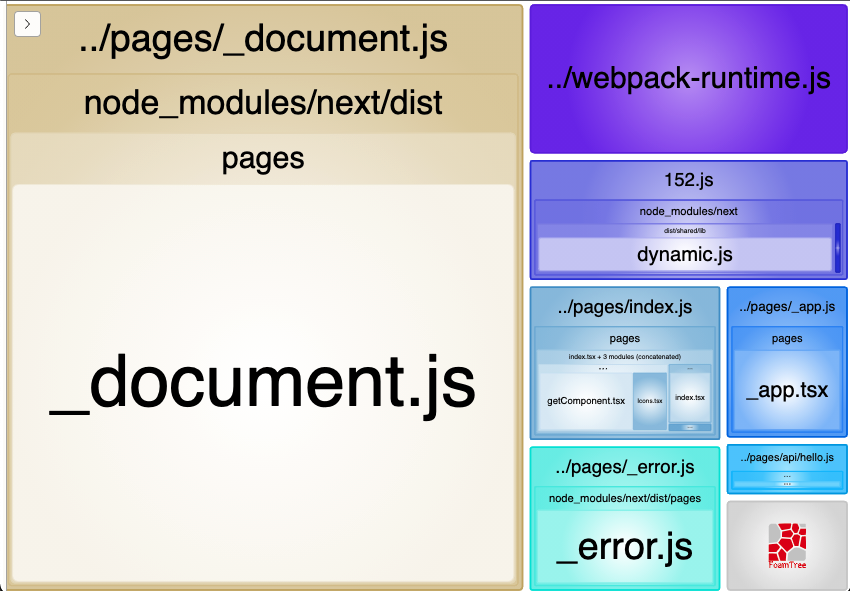 ../pages/_document.js
node_modules/next/dist
pages
_document.js
../webpack-runtime.js
152.js
node_modules/next
dist/shared/lib
dynamic.js
../pages/index.js
pages
index.tsx + 3 modules (concatenated)
...
...
getComponent.tsx
Icons.tsx
index.tsx
../pages/_app.js
pages
_app.tsx
../pages/_error.js
node_modules/next/dist/pages
_error.js
../pages/api/hello.js
...
...
FoamTree